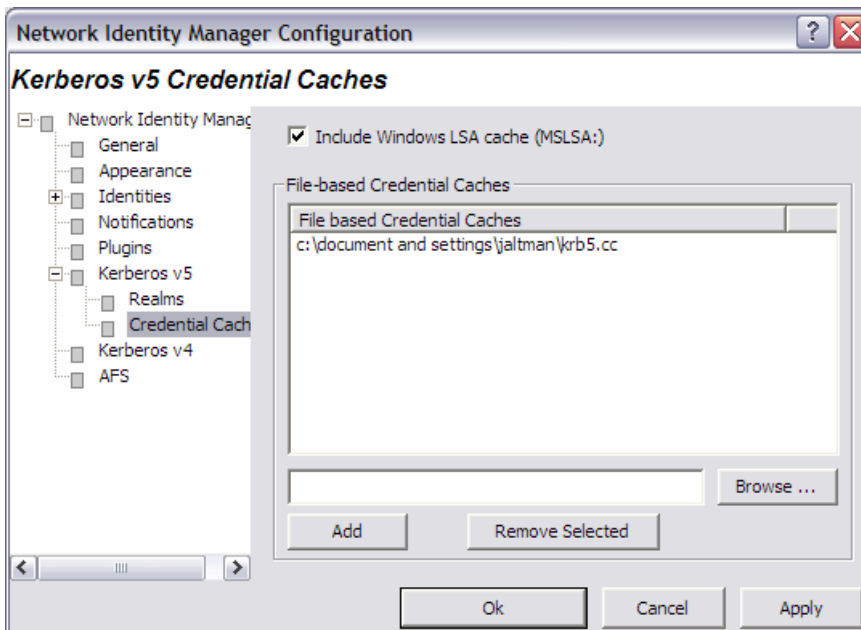 Network Identity Manager Configuration
?
Kerberos v5 Credential Caches
Network Identity Manag
General
Appearance
Identities
Notifications
Plugins
Kerberos v5
Realms
Credential Cach
Kerberos v4
AFS
Include Windows LSA cache (MSLSA:)
File-based Credential Caches
File based Credential Caches
c:\document and settings\jaltman\krb5.cc
Browse ...
Add Remove Selected
Ok Cancel Apply